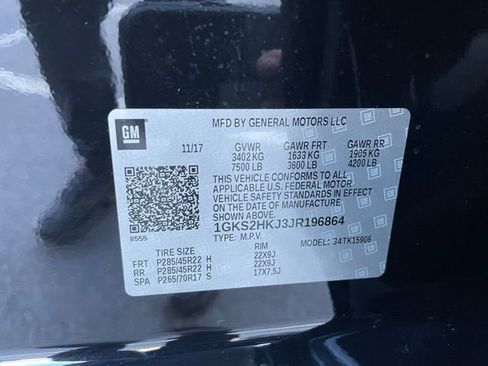 GM
MFD BY GENERAL MOTORS LLC
11/17 GVWR GAWR FRT GAWR RR
3402 KG 1633 KG 1905 KG
7500 LB 3600 LB 4200 LB
THIS VEHICLE CONFORMS TO ALL
APPLICABLE U.S. FEDERAL MOTOR
VEHICLE SAFETY STANDARDS IN EFFECT
ON THE DATE OF MANUFACTURE
SHOWN ABOVE.
1GKS2HKJ3JR196864
8555
TYPE: M.P.V. MODEL: 34TK15906
TIRE SIZE RIM
FRT P285/45R22 H 22X9J
RR P285/45R22 H 22X9J
SPA P265/70R17 S 17X7.5J